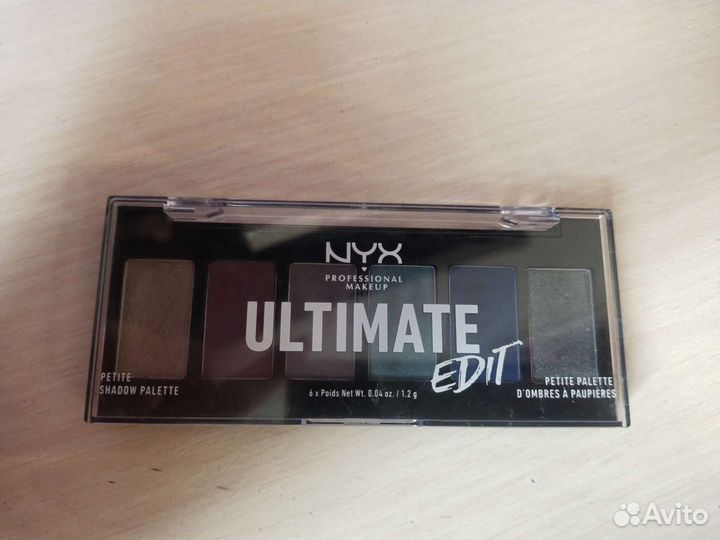 NYX
PROFESSIONAL
MAKEUP
ULTIMATE
EDIT
PETITE
SHADOW PALETTE
6 x Poids Net Wt. 0.04 oz. / 1.2 g
PETITE PALETTE
D'OMBRES À PAUPIÈRES
Avito